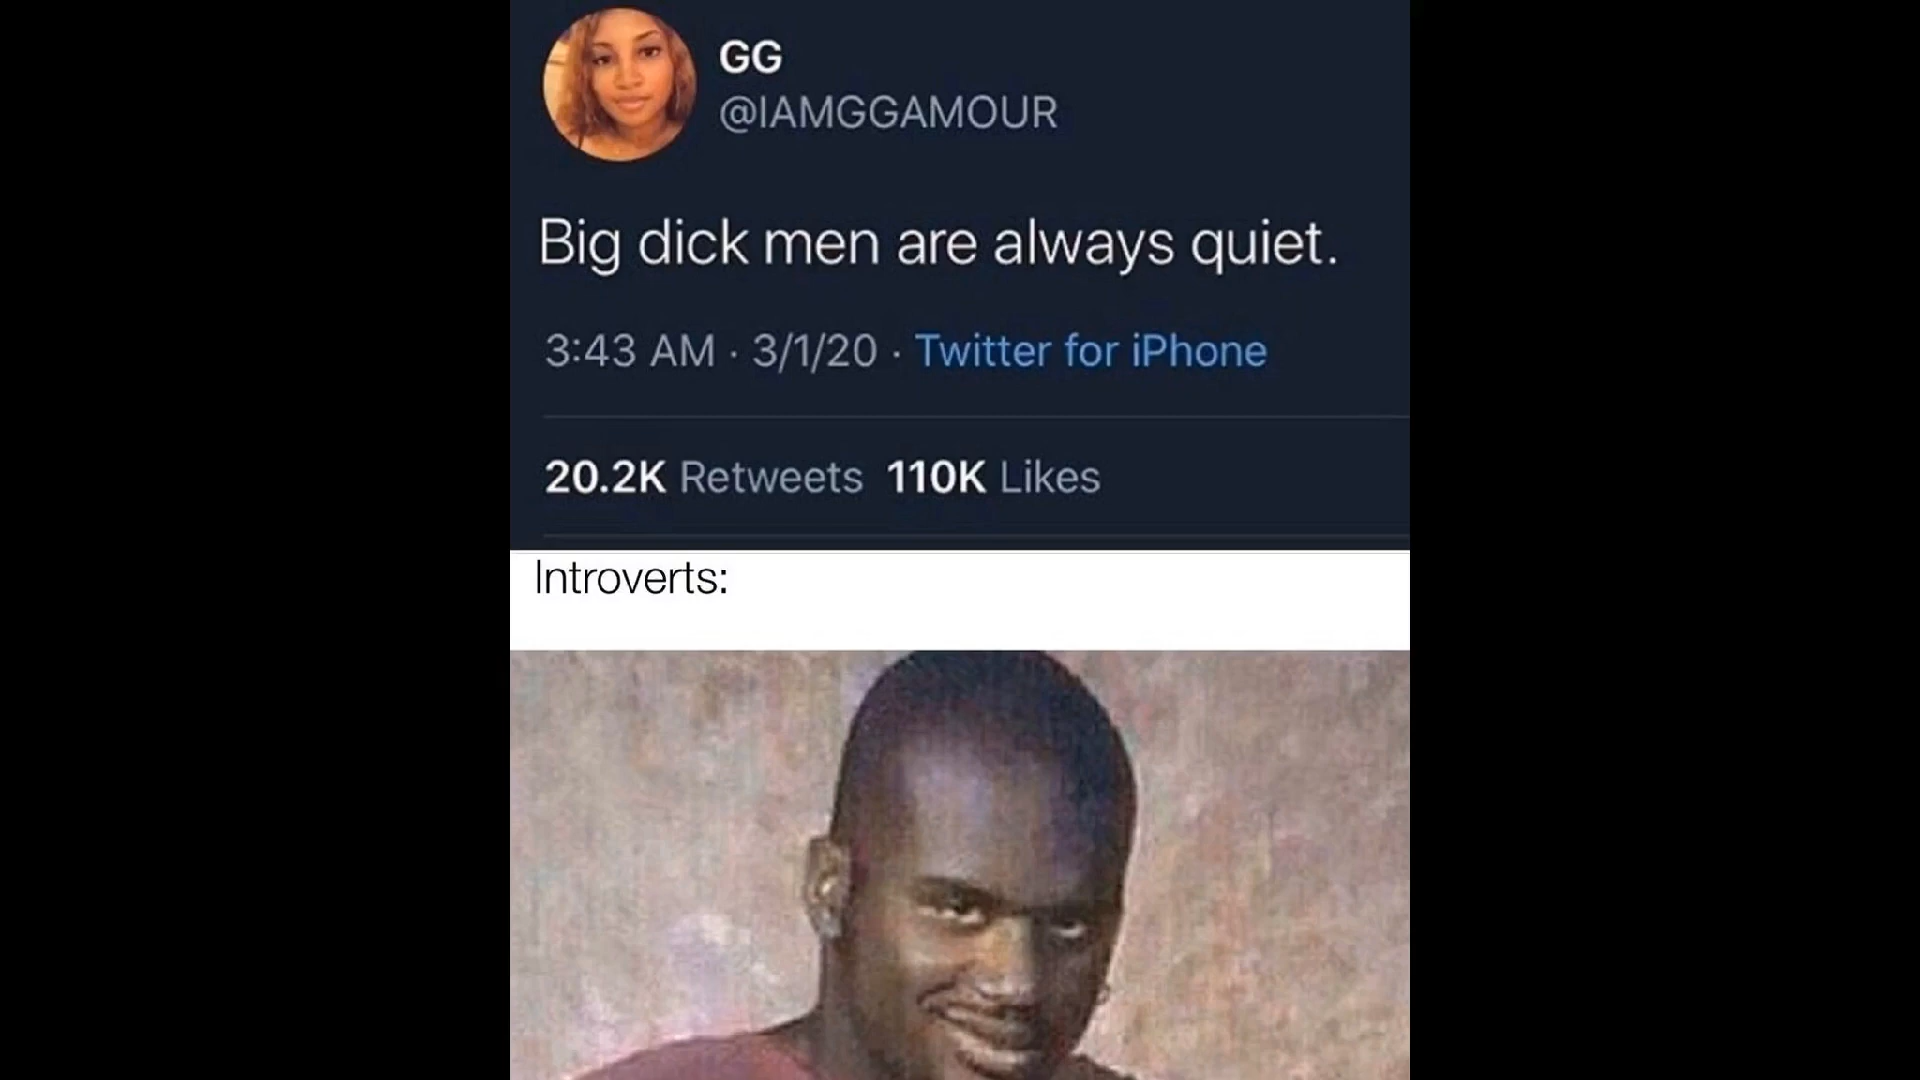 GG
@IAMGGAMOUR
Big dick men are always quiet.
3:43 AM · 3/1/20 · Twitter for iPhone
20.2K Retweets 110K Likes
Introverts: